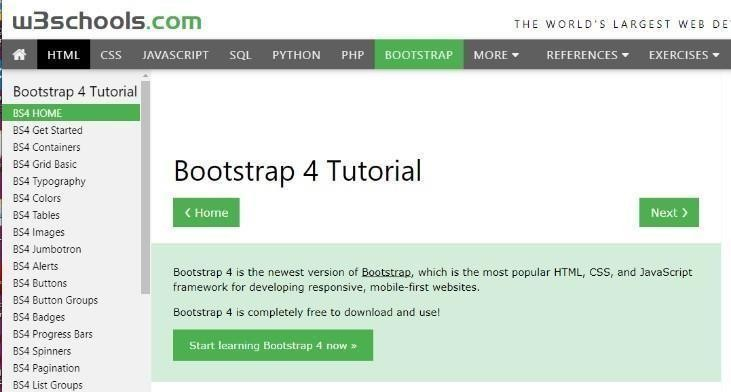 w3schools.com
THE WORLD'S LARGEST WEB DE
HTML CSS JAVASCRIPT SQL PYTHON PHP BOOTSTRAP MORE REFERENCES EXERCISES
Bootstrap 4 Tutorial
BS4 HOME
BS4 Get Started
BS4 Containers
BS4 Grid Basic
BS4 Typography
BS4 Colors
BS4 Tables
BS4 Images
BS4 Jumbotron
BS4 Alerts
BS4 Buttons
BS4 Button Groups
BS4 Badges
BS4 Progress Bars
BS4 Spinners
BS4 Pagination
BS4 List Groups
Bootstrap 4 Tutorial
❮ Home
Next ❯
Bootstrap 4 is the newest version of Bootstrap, which is the most popular HTML, CSS, and JavaScript
framework for developing responsive, mobile-first websites.
Bootstrap 4 is completely free to download and use!
Start learning Bootstrap 4 now »